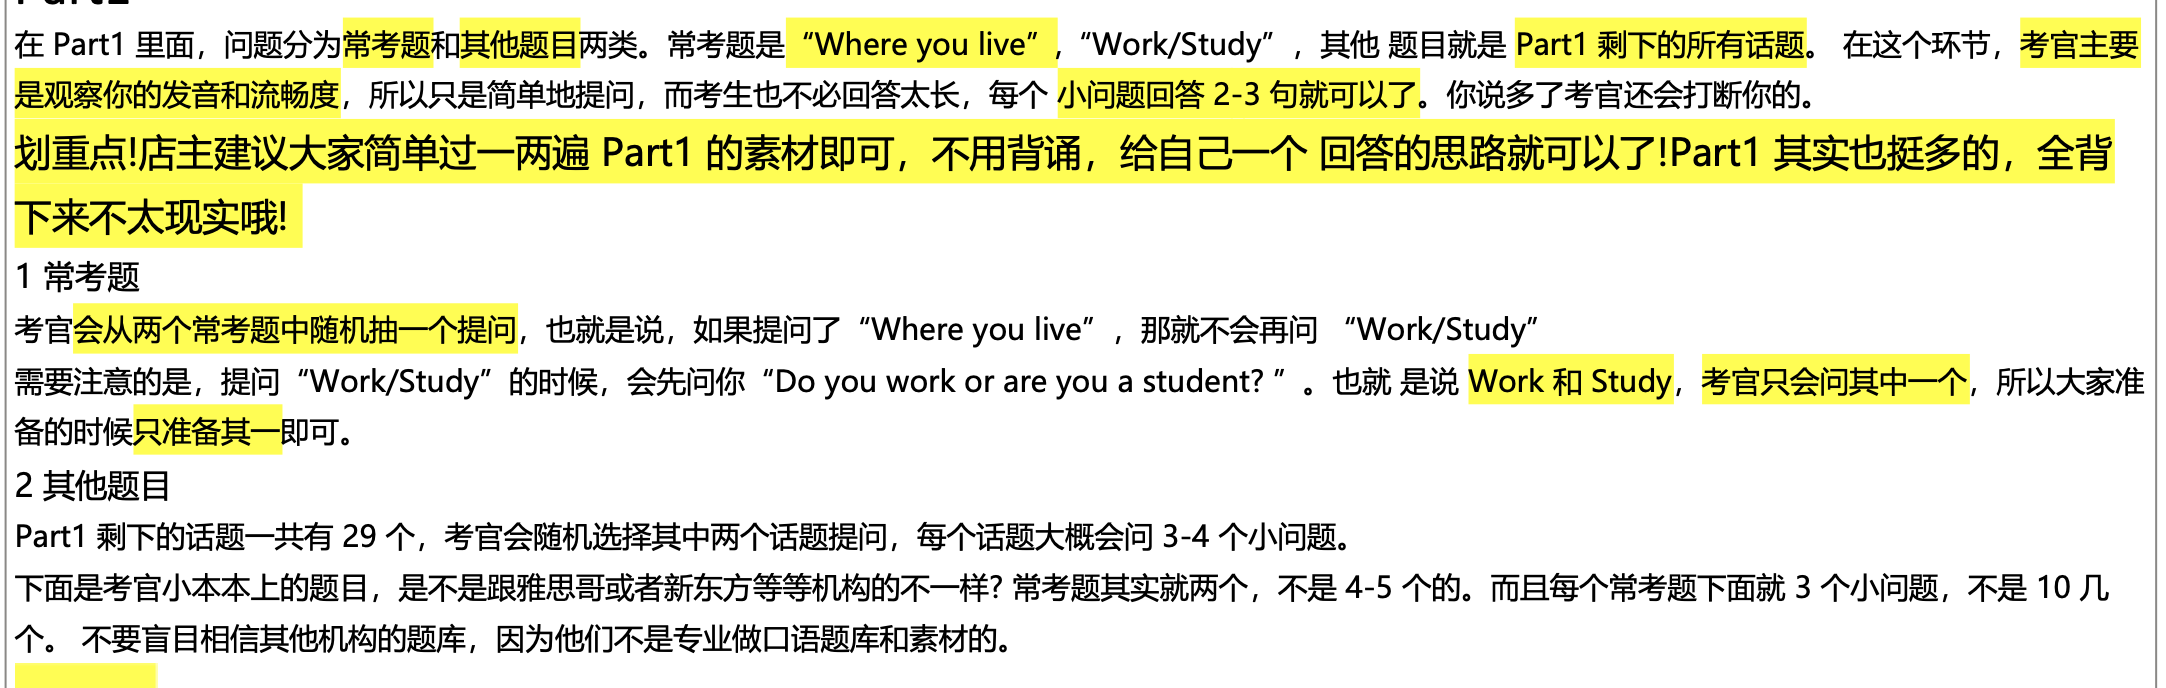 在 Part1 里面，问题分为常考题和其他题目两类。常考题是“Where you live”，“Work/Study”，其他 题目就是 Part1 剩下的所有话题。 在这个环节，考官主要
是观察你的发音和流畅度，所以只是简单地提问，而考生也不必回答太长，每个 小问题回答 2-3 句就可以了。你说多了考官还会打断你的。
划重点!店主建议大家简单过一两遍 Part1 的素材即可，不用背诵，给自己一个 回答的思路就可以了!Part1 其实也挺多的，全背
下来不太现实哦!
1 常考题
考官会从两个常考题中随机抽一个提问，也就是说，如果提问了“Where you live”，那就不会再问 “Work/Study”
需要注意的是，提问“Work/Study”的时候，会先问你“Do you work or are you a student? ”。也就 是说 Work 和 Study，考官只会问其中一个，所以大家准
备的时候只准备其一即可。
2 其他题目
Part1 剩下的话题一共有 29 个，考官会随机选择其中两个话题提问，每个话题大概会问 3-4 个小问题。
下面是考官小本本上的题目，是不是跟雅思哥或者新东方等等机构的不一样? 常考题其实就两个，不是 4-5 个的。而且每个常考题下面就 3 个小问题，不是 10 几
个。 不要盲目相信其他机构的题库，因为他们不是专业做口语题库和素材的。